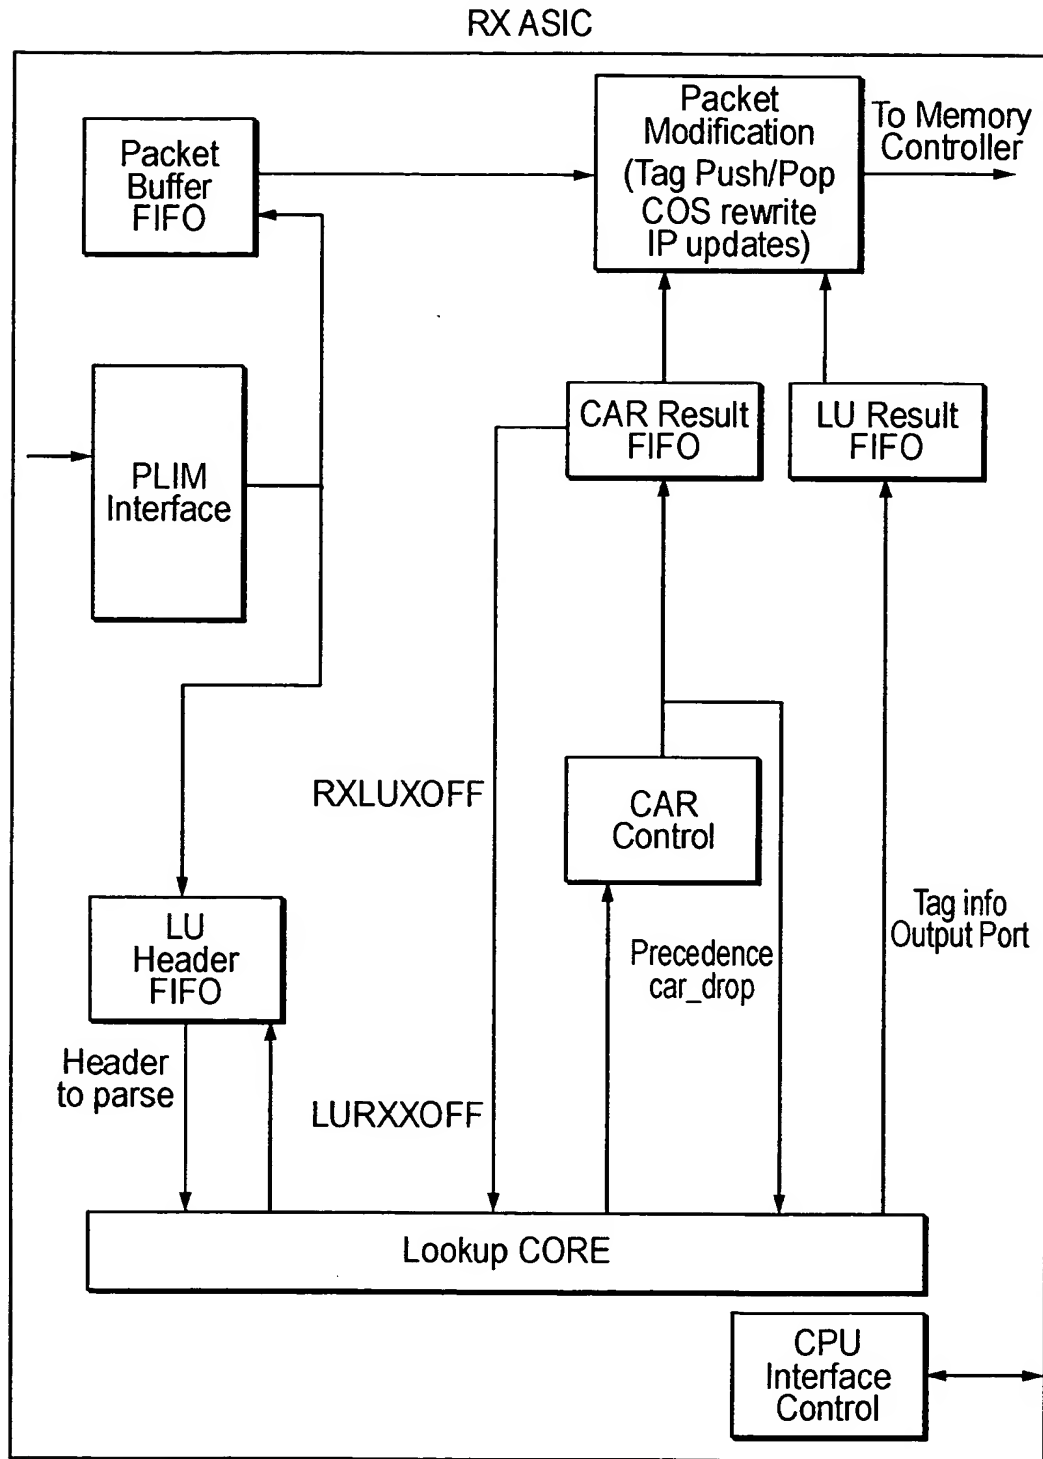 RX ASIC
Packet
Buffer
FIFO
Packet
Modification
(Tag Push/Pop
COS rewrite
IP updates)
To Memory
Controller
PLIM
Interface
CAR Result
FIFO
LU Result
FIFO
RXLUXOFF
CAR
Control
LU
Header
FIFO
Precedence
car_drop
Tag info
Output Port
Header
to parse
LURXXOFF
Lookup CORE
CPU
Interface
Control